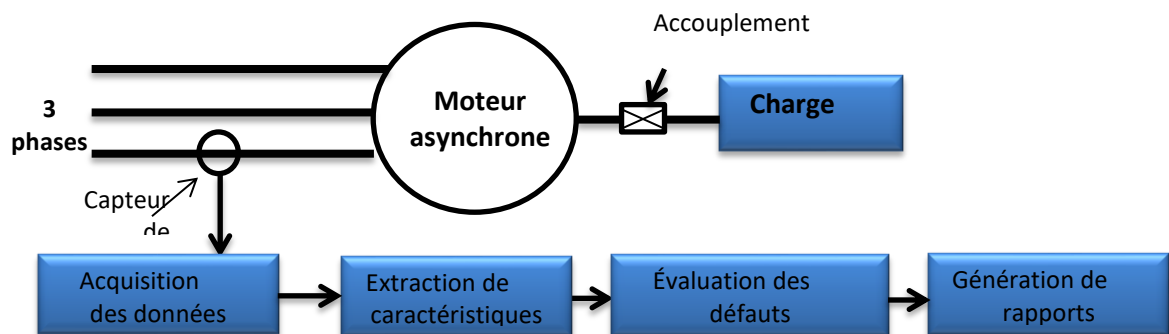 Accouplement
3
phases
Moteur
asynchrone
Charge
Capteur
de
Acquisition
des données
Extraction de
caractéristiques
Évaluation des
défauts
Génération de
rapports